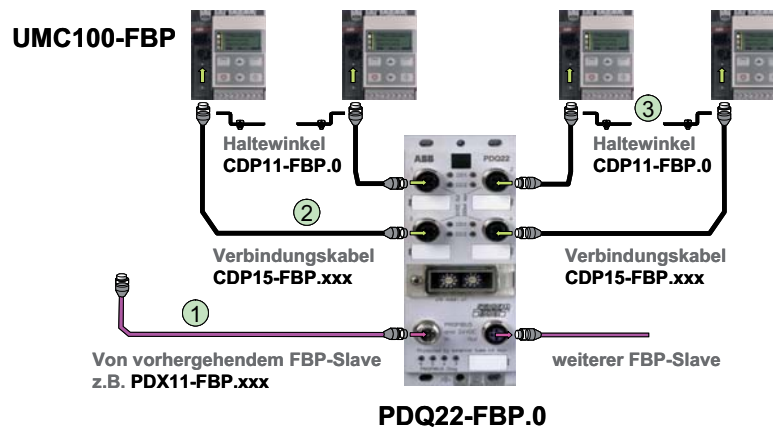 UMC100-FBP
3
Haltewinkel
CDP11-FBP.0
Haltewinkel
CDP11-FBP.0
ABB PDQ22
2
Verbindungskabel
CDP15-FBP.xxx
Verbindungskabel
CDP15-FBP.xxx
1
PROFIBUS
Von vorhergehendem FBP-Slave
z.B. PDX11-FBP.xxx
weiterer FBP-Slave
PDQ22-FBP.0